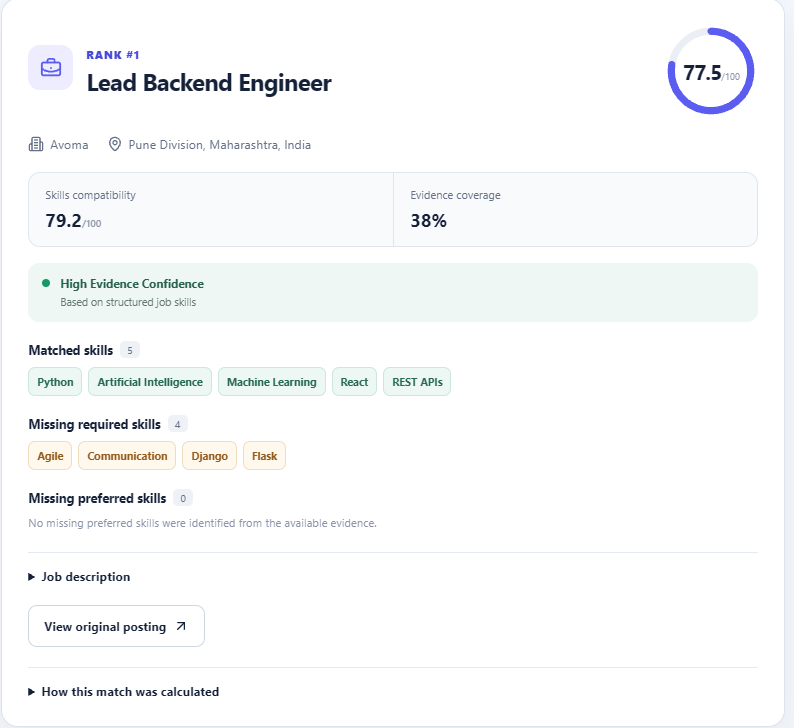 RANK #1
Lead Backend Engineer
77.5/100
Avoma Pune Division, Maharashtra, India
Skills compatibility
79.2/100
Evidence coverage
38%
High Evidence Confidence
Based on structured job skills
Matched skills 5
Python Artificial Intelligence Machine Learning React REST APIs
Missing required skills 4
Agile Communication Django Flask
Missing preferred skills 0
No missing preferred skills were identified from the available evidence.
Job description
View original posting
How this match was calculated